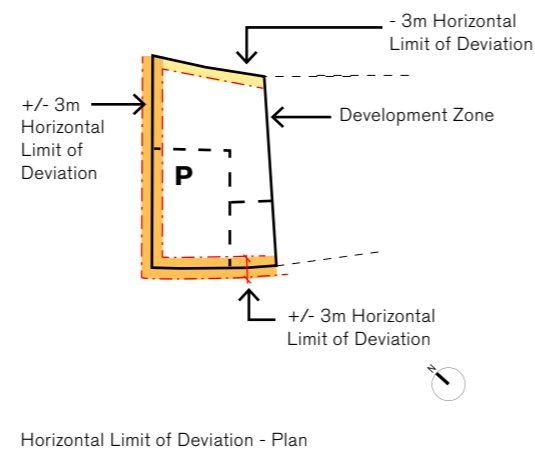 - 3m Horizontal
Limit of Deviation
+/- 3m
Horizontal
Limit of
Deviation
Development Zone
P
+/- 3m Horizontal
Limit of Deviation
N
Horizontal Limit of Deviation - Plan